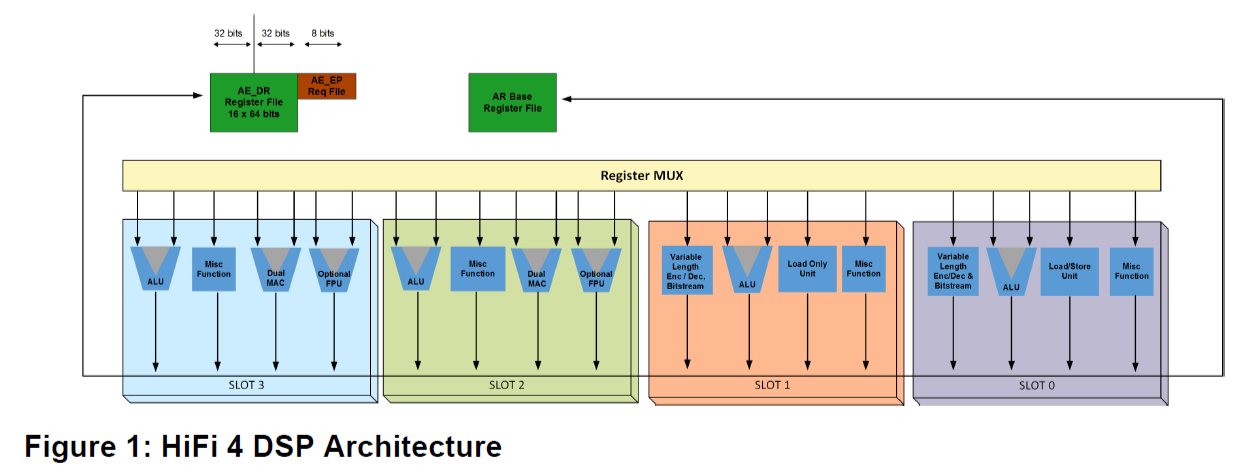 32 bits
32 bits
8 bits
AE_DR
Register File
16 x 64 bits
AE_EP
Req File
AR Base
Register File
Register MUX
ALU
Misc
Function
Dual
MAC
Optional
FPU
SLOT 3
ALU
Misc
Function
Dual
MAC
Optional
FPU
SLOT 2
Variable
Length
Enc / Dec,
Bitstream
ALU
Load Only
Unit
Misc
Function
SLOT 1
Variable
Length
Enc/Dec &
Bitstream
ALU
Load/Store
Unit
Misc
Function
SLOT 0
Figure 1: HiFi 4 DSP Architecture